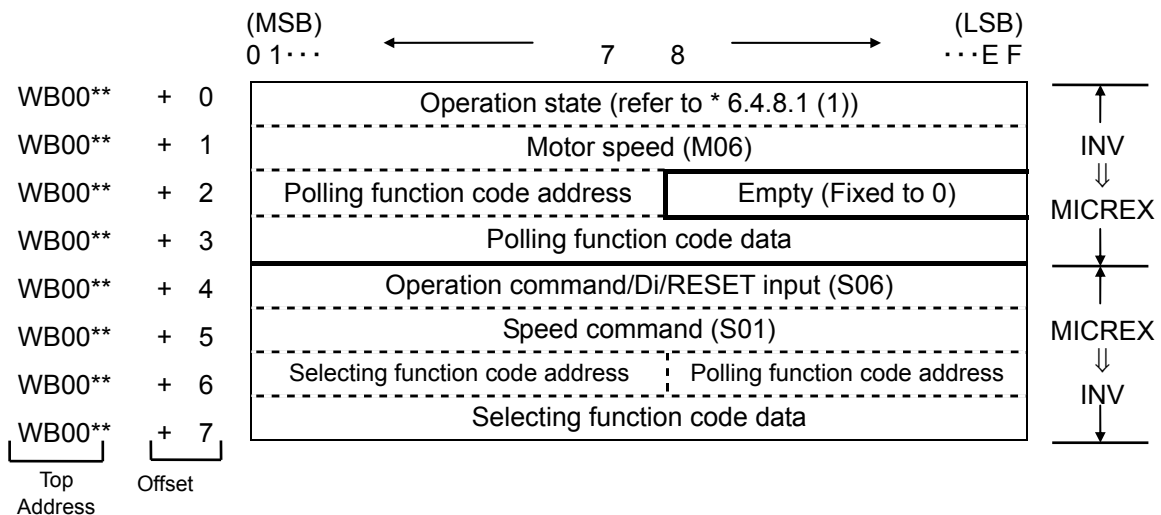 (MSB) (LSB)
0 1··· 7 8 ···E F
WB00** + 0 Operation state (refer to * 6.4.8.1 (1))
WB00** + 1 Motor speed (M06) INV
WB00** + 2 Polling function code address Empty (Fixed to 0) ⇓ MICREX
WB00** + 3 Polling function code data
WB00** + 4 Operation command/Di/RESET input (S06)
WB00** + 5 Speed command (S01) MICREX
WB00** + 6 Selecting function code address Polling function code address ⇓ INV
WB00** + 7 Selecting function code data
Top Offset
Address